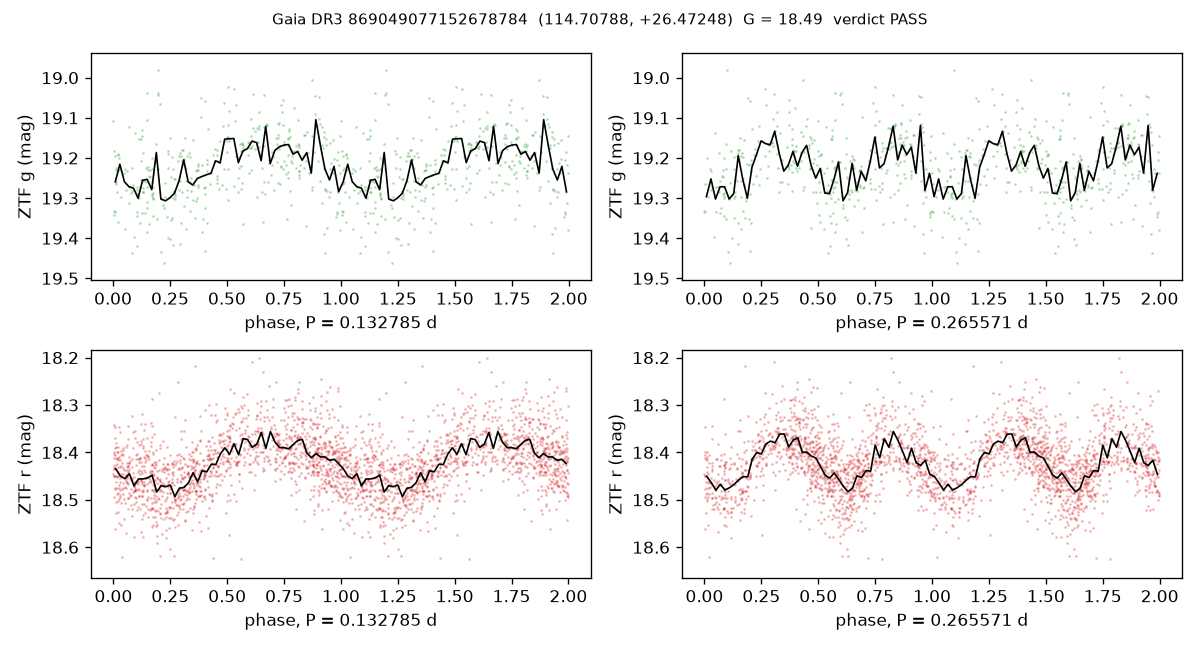 Gaia DR3 869049077152678784 (114.70788, +26.47248) G = 18.49 verdict PASS
ZTF g (mag)
19.0
19.1
19.2
19.3
19.4
19.5
0.00 0.25 0.50 0.75 1.00 1.25 1.50 1.75 2.00
phase, P = 0.132785 d
19.0
19.1
19.2
19.3
19.4
19.5
ZTF g (mag)
0.00 0.25 0.50 0.75 1.00 1.25 1.50 1.75 2.00
phase, P = 0.265571 d
ZTF r (mag)
18.2
18.3
18.4
18.5
18.6
0.00 0.25 0.50 0.75 1.00 1.25 1.50 1.75 2.00
phase, P = 0.132785 d
ZTF r (mag)
18.2
18.3
18.4
18.5
18.6
0.00 0.25 0.50 0.75 1.00 1.25 1.50 1.75 2.00
phase, P = 0.265571 d